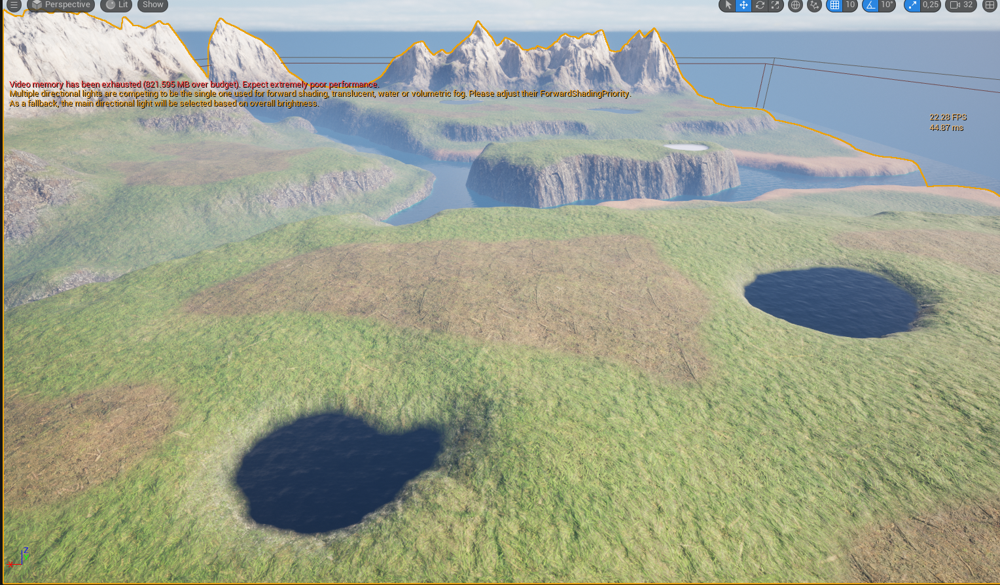 Perspective Lit Show 10 10° 0,25 32
Video memory has been exhausted (821.595 MB over budget). Expect extremely poor performance.
Multiple directional lights are competing to be the single one used for forward shading, translucent, water or volumetric fog. Please adjust their ForwardShadingPriority.
As a fallback, the main directional light will be selected based on overall brightness.
22.28 FPS
44.87 ms
Z